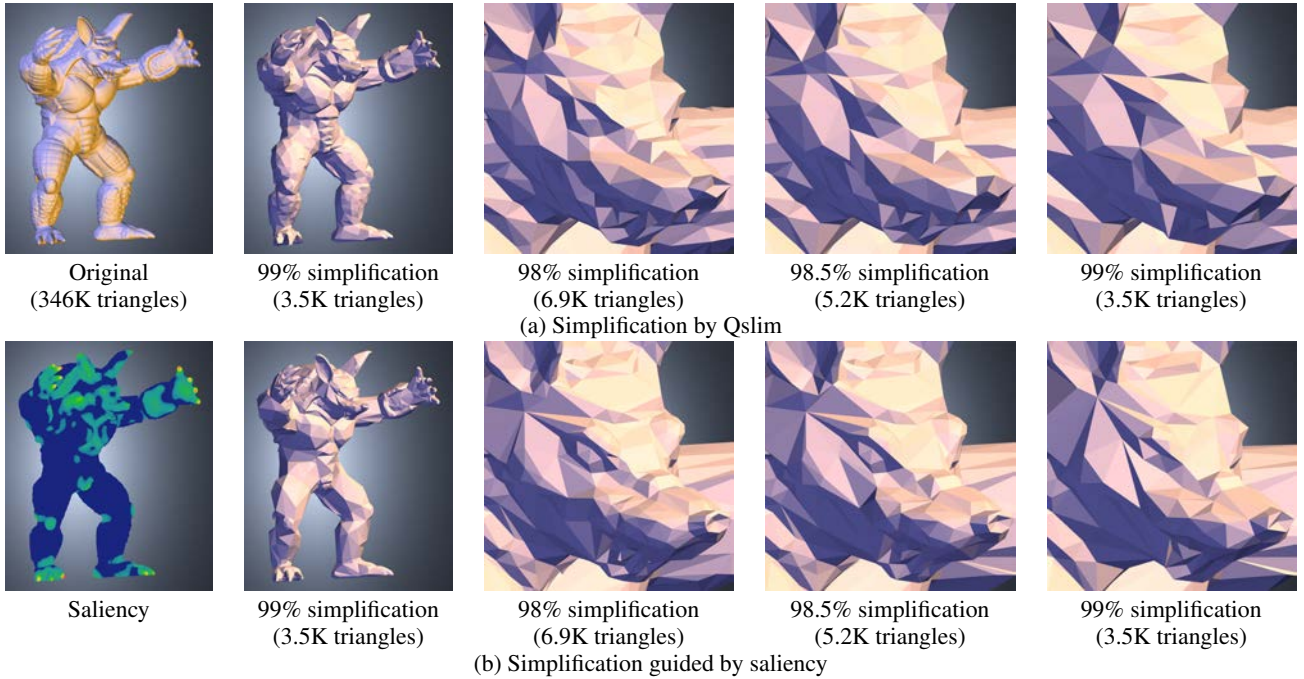 Original
(346K triangles)
99% simplification
(3.5K triangles)
98% simplification
(6.9K triangles)
98.5% simplification
(5.2K triangles)
99% simplification
(3.5K triangles)
(a) Simplification by Qslim
Saliency
99% simplification
(3.5K triangles)
98% simplification
(6.9K triangles)
98.5% simplification
(5.2K triangles)
99% simplification
(3.5K triangles)
(b) Simplification guided by saliency